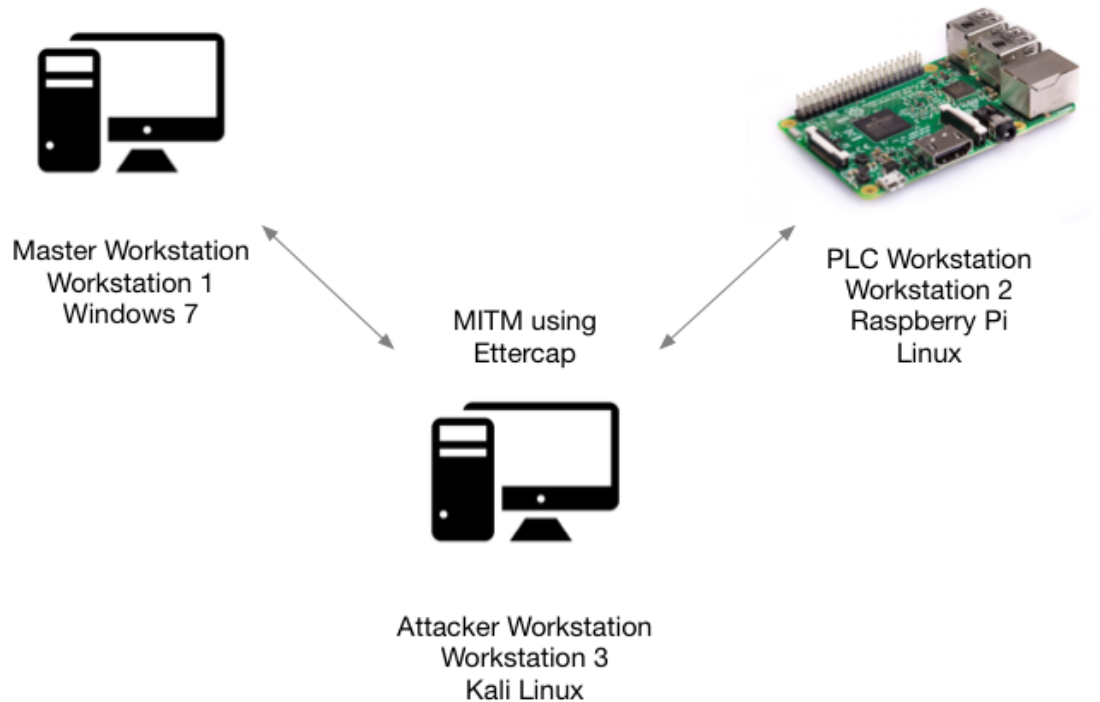 Master Workstation
Workstation 1
Windows 7
MITM using
Ettercap
PLC Workstation
Workstation 2
Raspberry Pi
Linux
Attacker Workstation
Workstation 3
Kali Linux